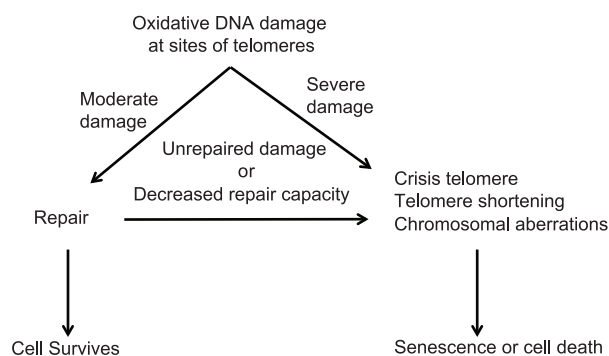 Oxidative DNA damage
at sites of telomeres
Moderate
damage
Severe
damage
Unrepaired damage
or
Decreased repair capacity
Repair
Crisis telomere
Telomere shortening
Chromosomal aberrations
Cell Survives
Senescence or cell death